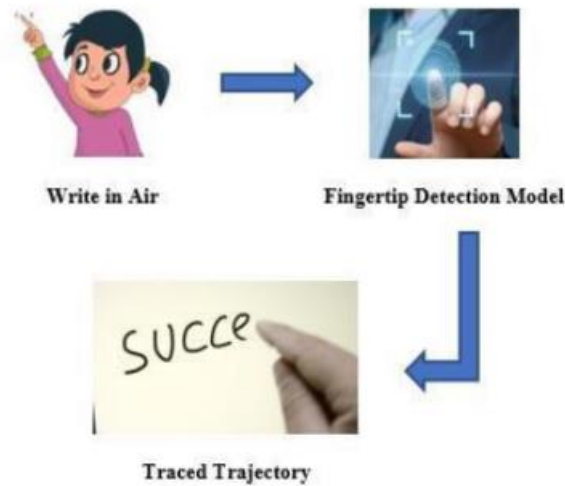 Write in Air
Fingertip Detection Model
succe
Traced Trajectory